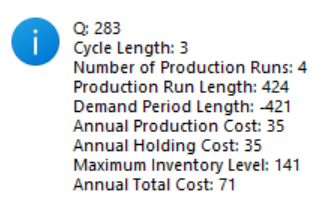 Q: 283
Cycle Length: 3
Number of Production Runs: 4
Production Run Length: 424
Demand Period Length: -421
Annual Production Cost: 35
Annual Holding Cost: 35
Maximum Inventory Level: 141
Annual Total Cost: 71